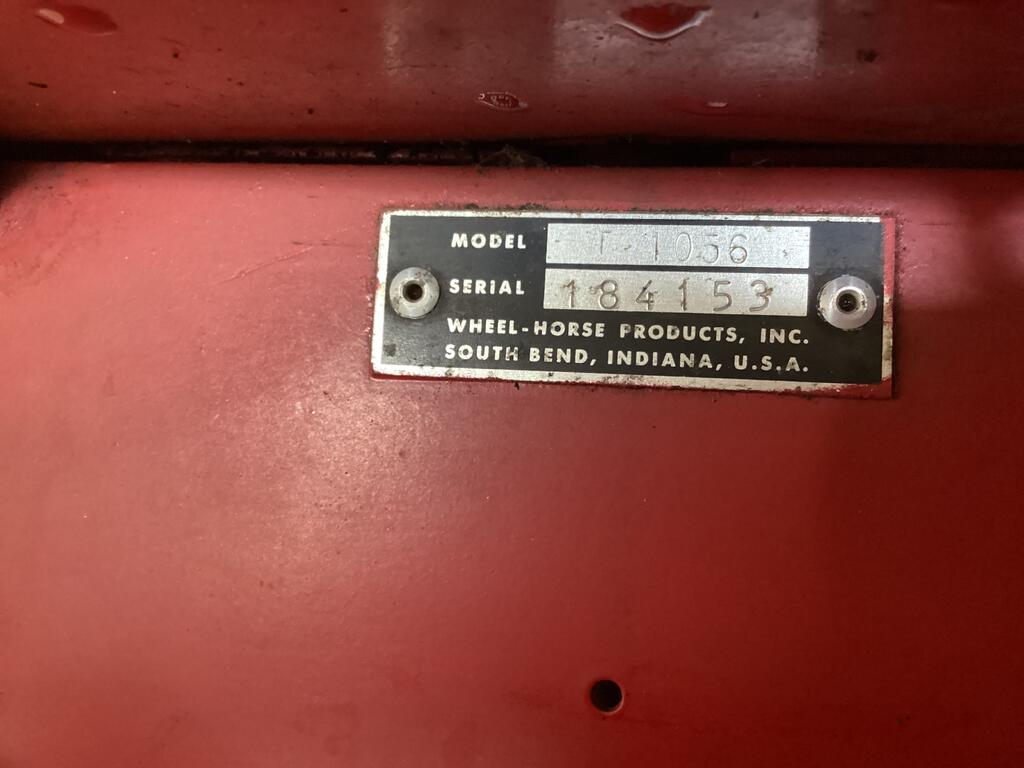 MODEL 1056
SERIAL 184153
WHEEL-HORSE PRODUCTS, INC.
SOUTH BEND, INDIANA, U.S.A.